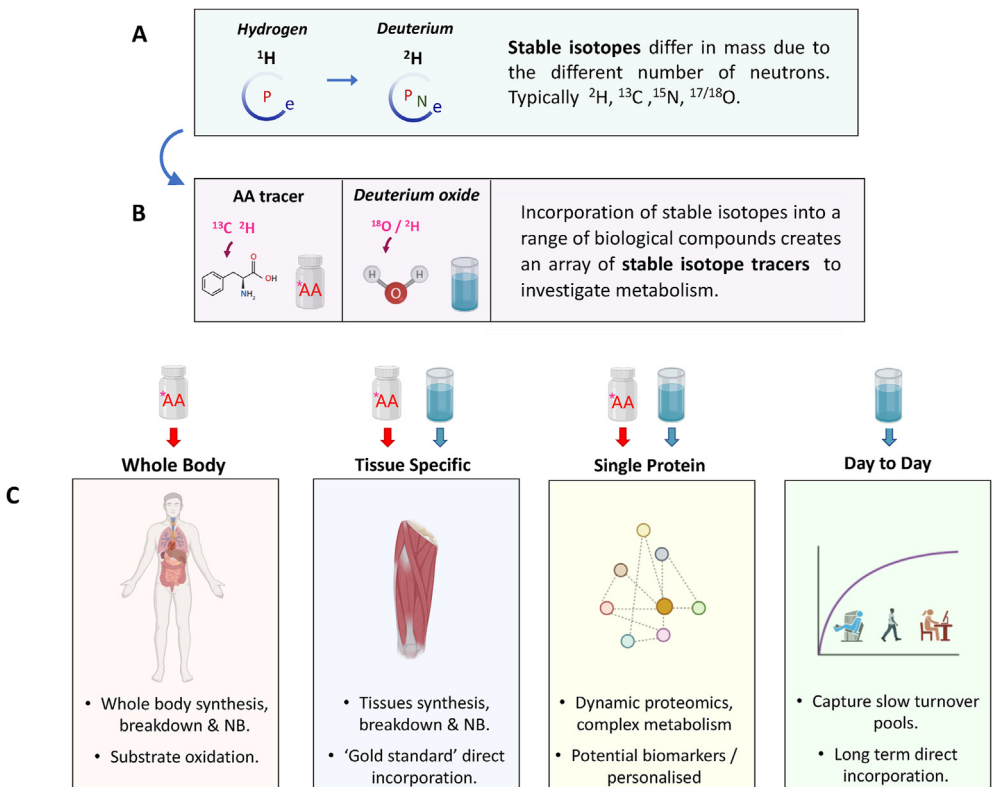 A
Hydrogen
¹H
P
e
Deuterium
²H
P
N
e
Stable isotopes differ in mass due to
the different number of neutrons.
Typically ²H, ¹³C ,¹⁵N, ¹⁷/¹⁸O.
B
AA tracer
¹³C ²H
O
OH
NH₂
*AA
Deuterium oxide
¹⁸O / ²H
H
H
O
Incorporation of stable isotopes into a
range of biological compounds creates
an array of stable isotope tracers to
investigate metabolism.
*AA
*AA
*AA
C
Whole Body
• Whole body synthesis,
breakdown & NB.
• Substrate oxidation.
Tissue Specific
• Tissues synthesis,
breakdown & NB.
• ‘Gold standard’ direct
incorporation.
Single Protein
• Dynamic proteomics,
complex metabolism
• Potential biomarkers /
personalised
Day to Day
• Capture slow turnover
pools.
• Long term direct
incorporation.